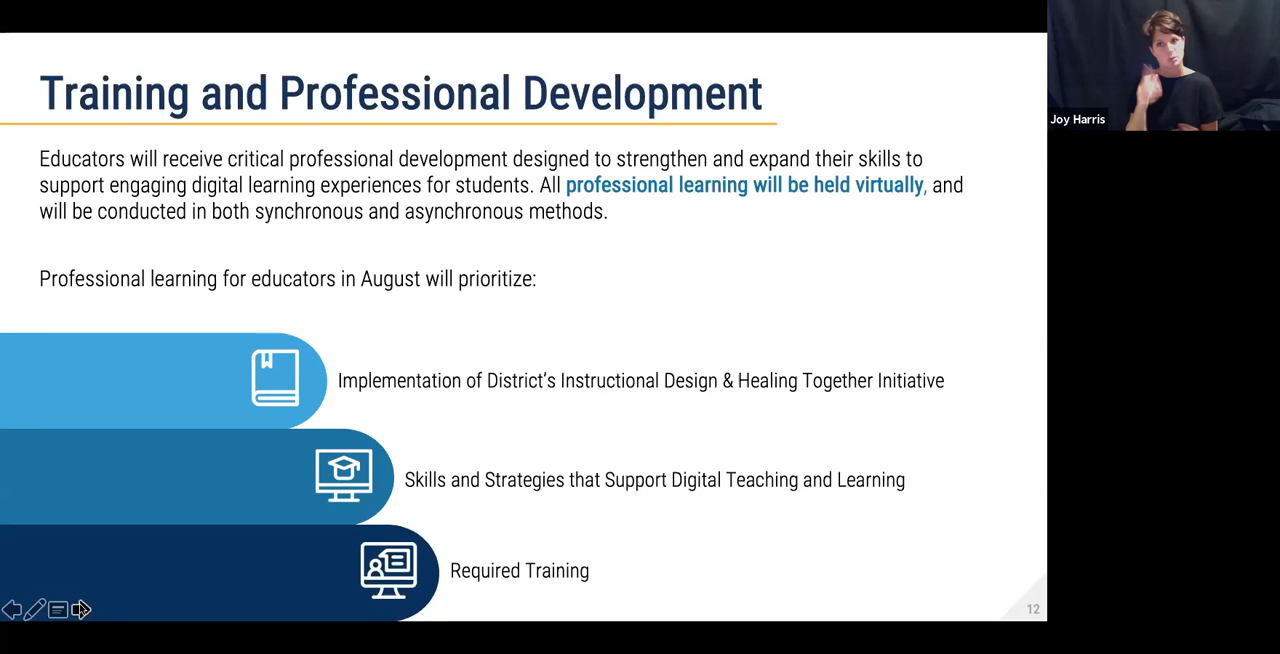 Training and Professional Development
Educators will receive critical professional development designed to strengthen and expand their skills to
support engaging digital learning experiences for students. All professional learning will be held virtually, and
will be conducted in both synchronous and asynchronous methods.
Professional learning for educators in August will prioritize:
Implementation of District's Instructional Design & Healing Together Initiative
Skills and Strategies that Support Digital Teaching and Learning
Required Training
12
Joy Harris